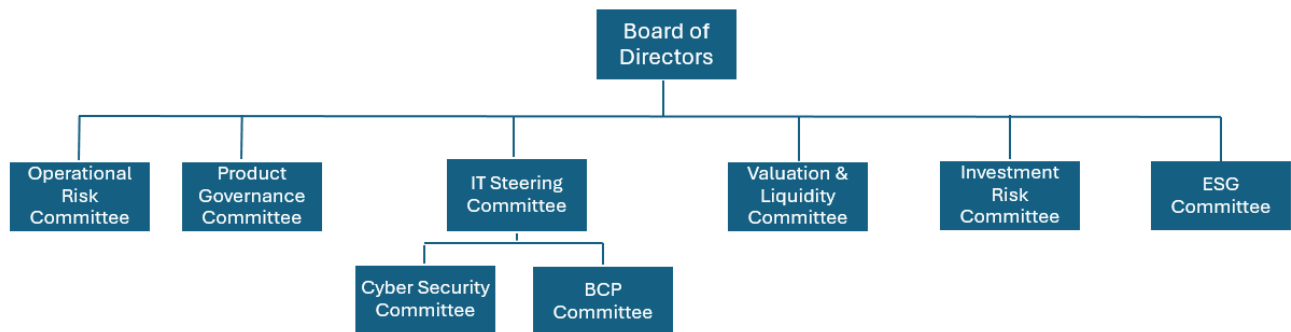 Board of
Directors
Operational
Risk
Committee
Product
Governance
Committee
IT Steering
Committee
Valuation &
Liquidity
Committee
Investment
Risk
Committee
ESG
Committee
Cyber Security
Committee
BCP
Committee